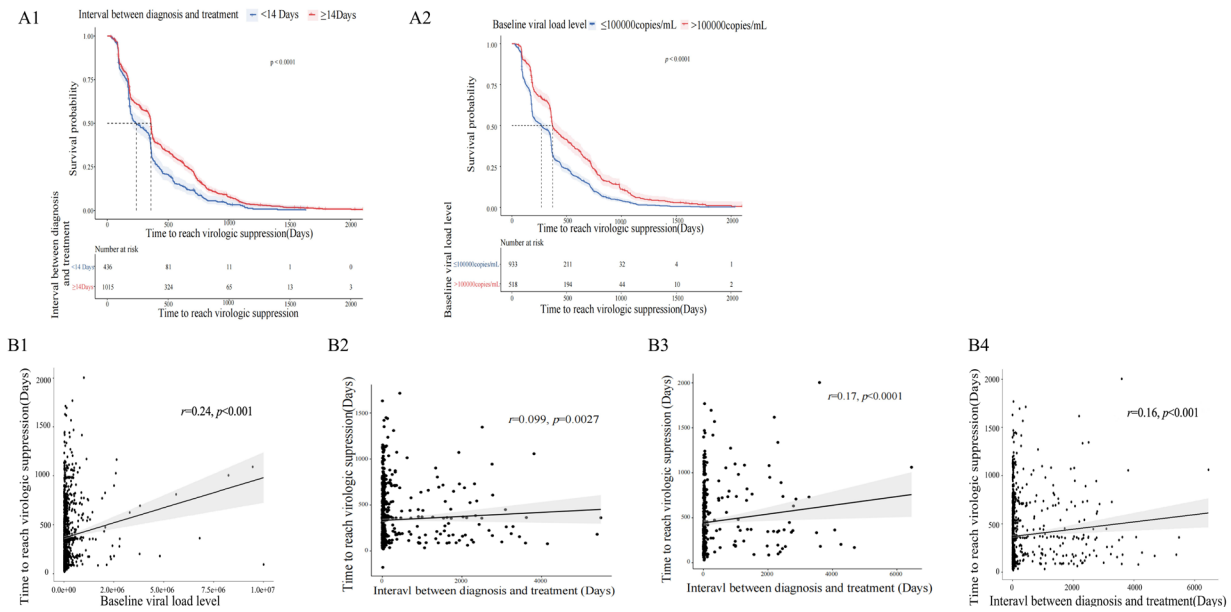 A1
Interval between diagnosis and treatment <14 Days ≥14Days
1.00
0.75
0.50
0.25
0.00
Survival probability
p < 0.0001
0 500 1000 1500 2000
Time to reach virologic suppression(Days)
Interval between diagnosis
and treatment
Number at risk
<14 Days 436 81 11 1 0
≥14Days 1015 324 65 13 3
0 500 1000 1500 2000
Time to reach virologic suppression
A2
Baseline viral load level ≤100000copies/mL >100000copies/mL
1.00
0.75
0.50
0.25
0.00
Survival probability
p <0.0001
0 500 1000 1500 2000
Time to reach virologic suppression(Days)
Baseline viral load level
Number at risk
≤100000copies/mL 933 211 32 4 1
>100000copies/mL 518 194 44 10 2
0 500 1000 1500 2000
Time to reach virologic suppression(Days)
B1
Time to reach virologic suppression(Days)
2000
1500
1000
500
0
r=0.24, p<0.001
0.0e+00 2.5e+06 5.0e+06 7.5e+06 1.0e+07
Baseline viral load level
B2
Time to reach virologic suppression(Days)
1500
1000
500
0
r=0.099, p=0.0027
0 2000 4000
Interavl between diagnosis and treatment (Days)
B3
Time to reach virologic suppression (Days)
2000
1500
1000
500
0
r=0.17, p<0.0001
0 2000 4000 6000
Interavl between diagnosis and treatment (Days)
B4
Time to reach virologic suppression (Days)
2000
1500
1000
500
0
r=0.16, p<0.001
0 2000 4000 6000
Interavl between diagnosis and treatment(Days)